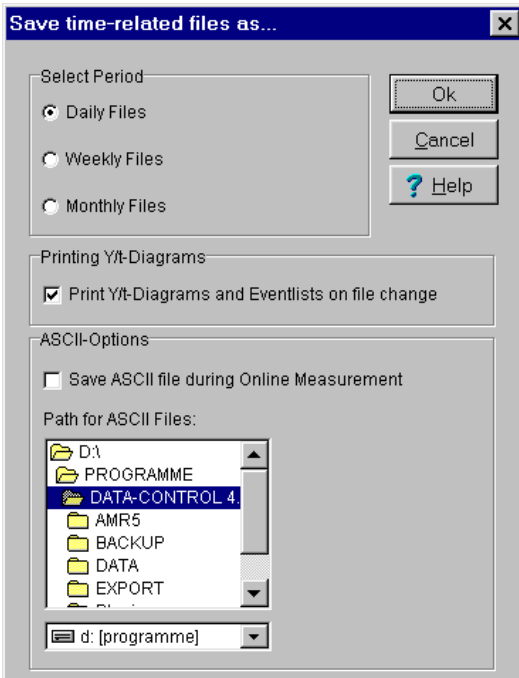 Save time-related files as...
Select Period
Daily Files
Weekly Files
Monthly Files
Ok
Cancel
? Help
Printing Y/t-Diagrams
Print Y/t-Diagrams and Eventlists on file change
ASCII-Options
Save ASCII file during Online Measurement
Path for ASCII Files:
D:\
PROGRAMME
DATA-CONTROL 4.
AMR5
BACKUP
DATA
EXPORT
d: [programme]